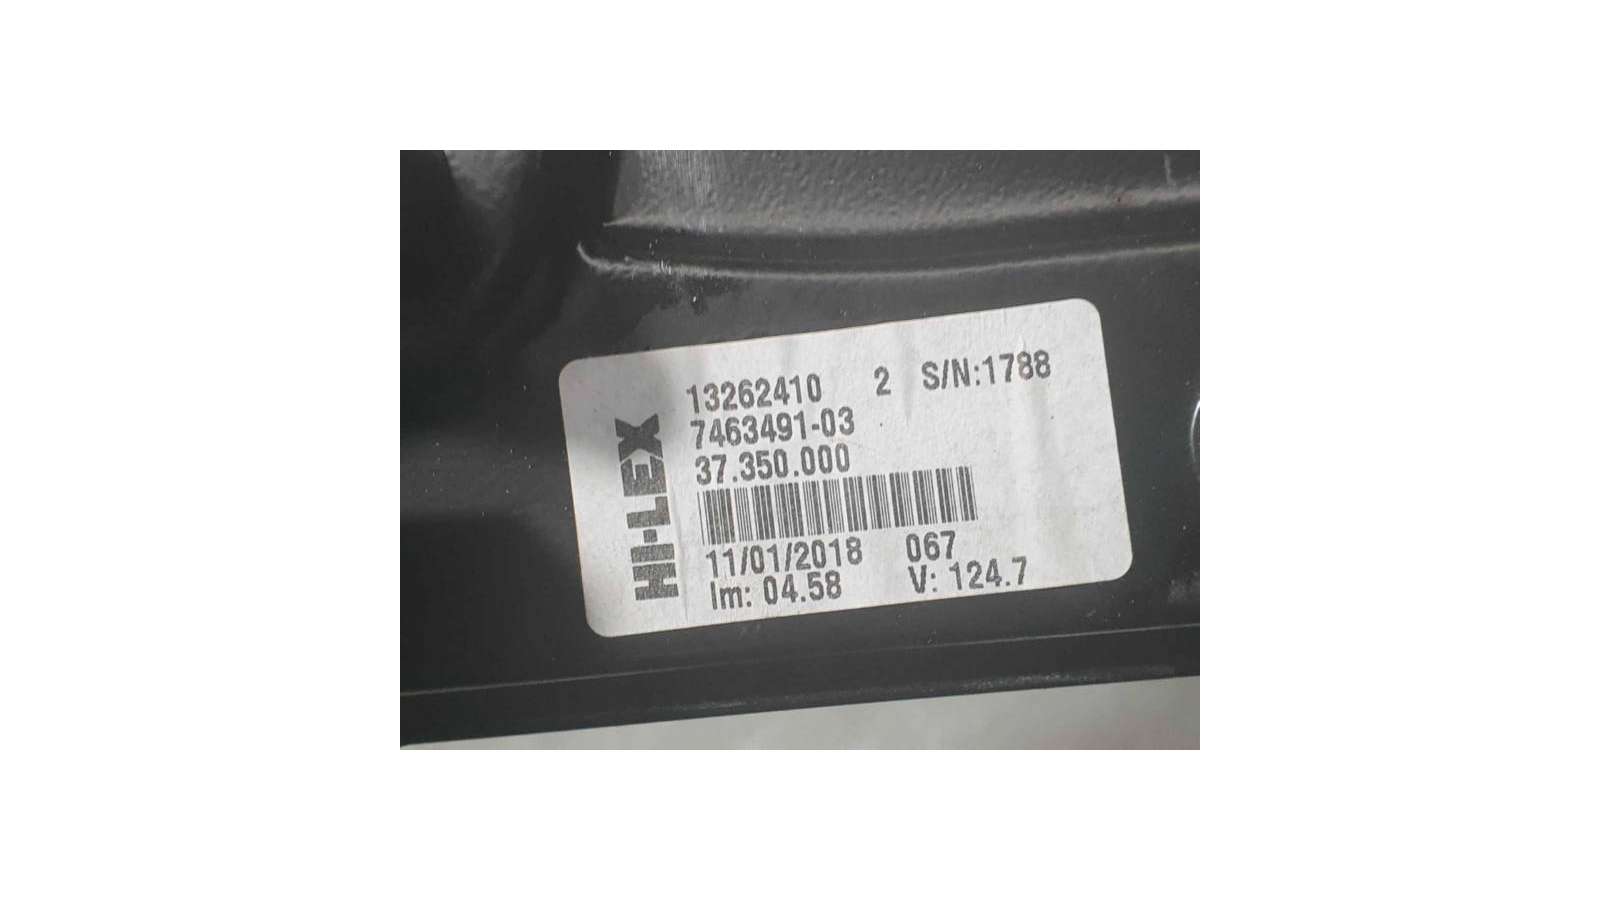 HI-LEX
13262410 2 S/N:1788
7463491-03
37.350.000
11/01/2018 067
Im: 04.58 V: 124.7